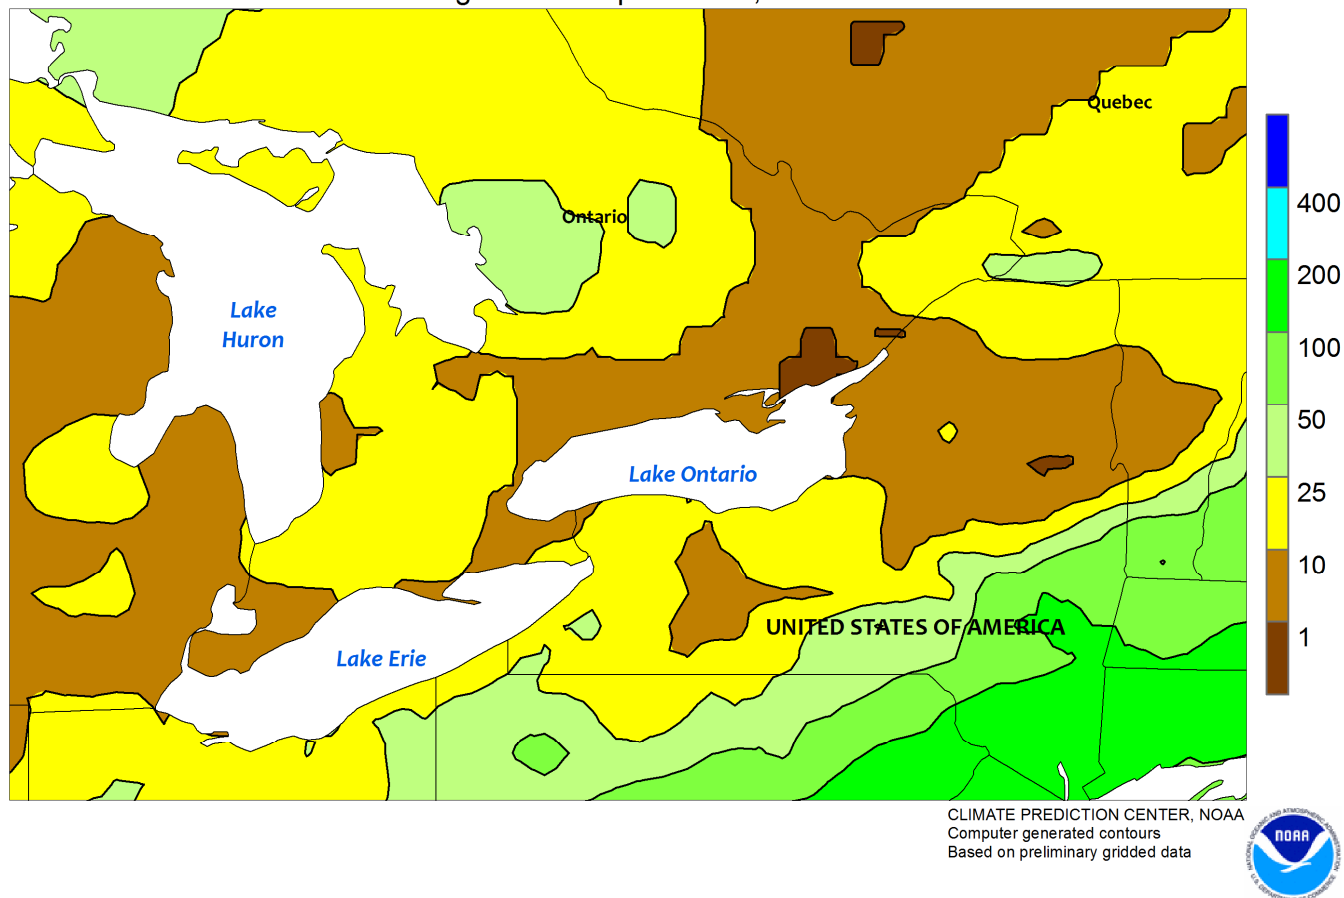 Quebec
Ontario
Lake
Huron
Lake Ontario
UNITED STATES OF AMERICA
Lake Erie
400
200
100
50
25
10
1
CLIMATE PREDICTION CENTER, NOAA
Computer generated contours
Based on preliminary gridded data
NOAA